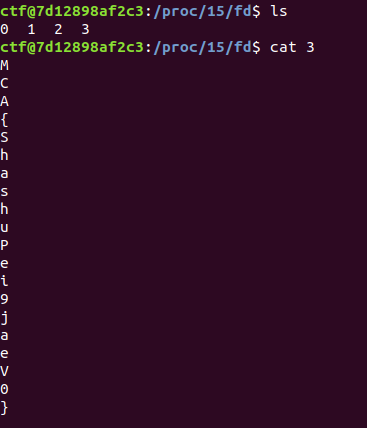 ctf@7d12898af2c3:/proc/15/fd$ ls
0  1  2  3
ctf@7d12898af2c3:/proc/15/fd$ cat 3
M
C
A
{
S
h
a
s
h
u
P
e
i
9
j
a
e
V
0
}